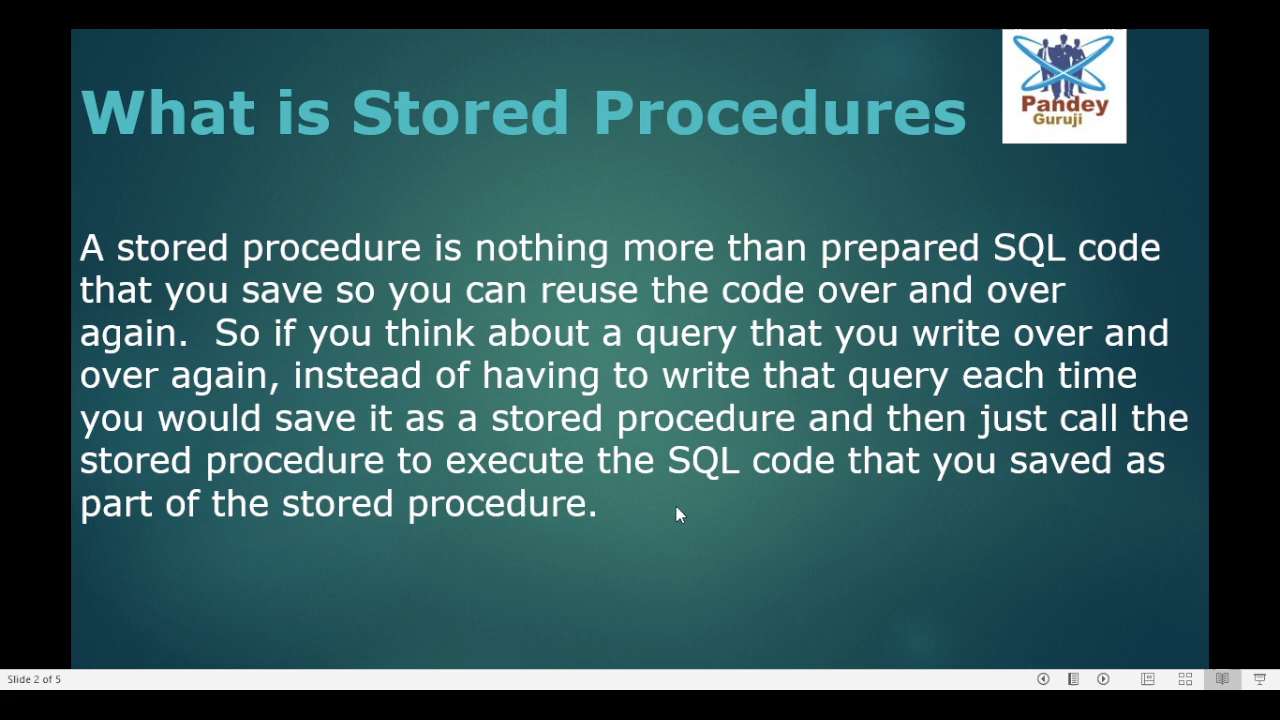 What is Stored Procedures
Pandey
Guruji
A stored procedure is nothing more than prepared SQL code
that you save so you can reuse the code over and over
again.  So if you think about a query that you write over and
over again, instead of having to write that query each time
you would save it as a stored procedure and then just call the
stored procedure to execute the SQL code that you saved as
part of the stored procedure.
Slide 2 of 5